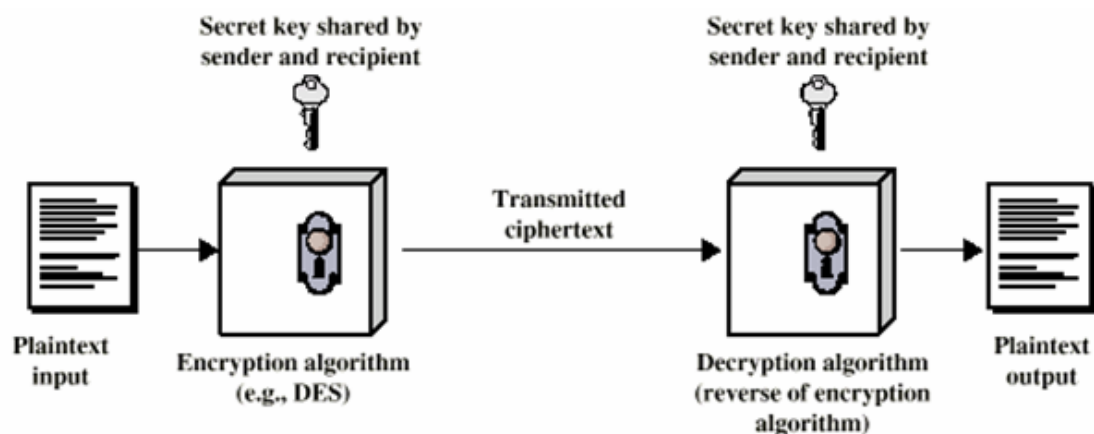 Secret key shared by
sender and recipient
Secret key shared by
sender and recipient
Transmitted
ciphertext
Plaintext
input
Encryption algorithm
(e.g., DES)
Decryption algorithm
(reverse of encryption
algorithm)
Plaintext
output